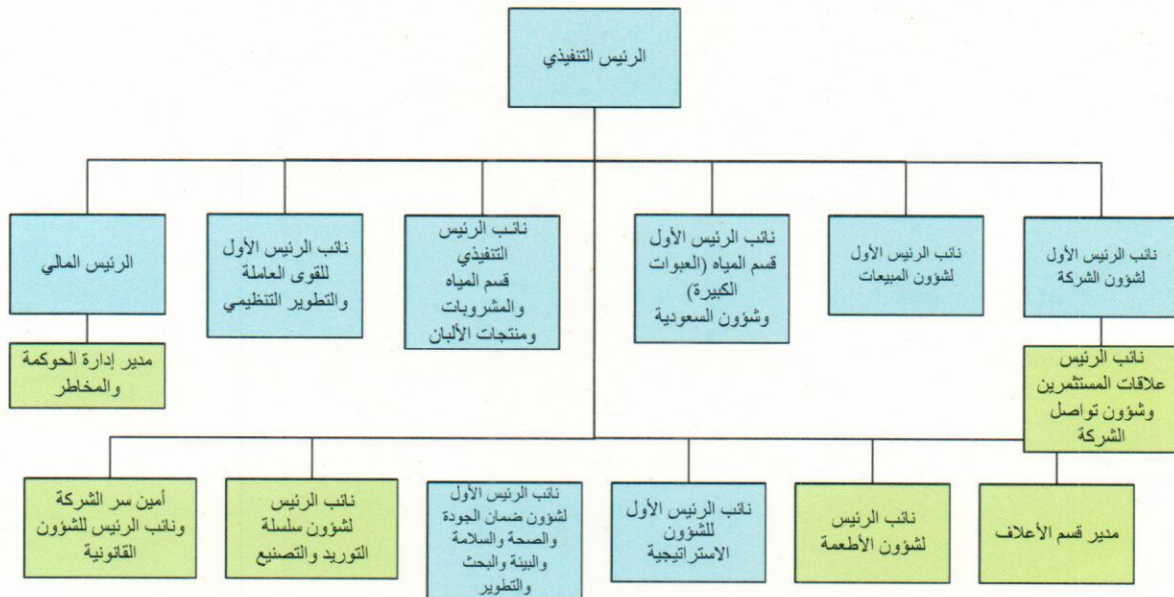 الرئيس التنفيذي
نائب الرئيس الأول
لشؤون الشركة
نائب الرئيس الأول
لشؤون المبيعات
نائب الرئيس الأول
قسم المياه (العبوات
الكبيرة)
وشؤون السعودية
نائب الرئيس
التنفيذي
قسم المياه
والمشروبات
ومنتجات الألبان
نائب الرئيس الأول
للقوى العاملة
والتطوير التنظيمي
الرئيس المالي
نائب الرئيس
علاقات المستثمرين
وشؤون تواصل
الشركة
مدير إدارة الحوكمة
والمخاطر
مدير قسم الأعلاف
نائب الرئيس
لشؤون الأطعمة
نائب الرئيس الأول
للشؤون
الاستراتيجية
نائب الرئيس الأول
لشؤون ضمان الجودة
والصحة والسلامة
والبيئة والبحث
والتطوير
نائب الرئيس
لشؤون سلسلة
التوريد والتصنيع
أمين سر الشركة
ونائب الرئيس للشؤون
القانونية